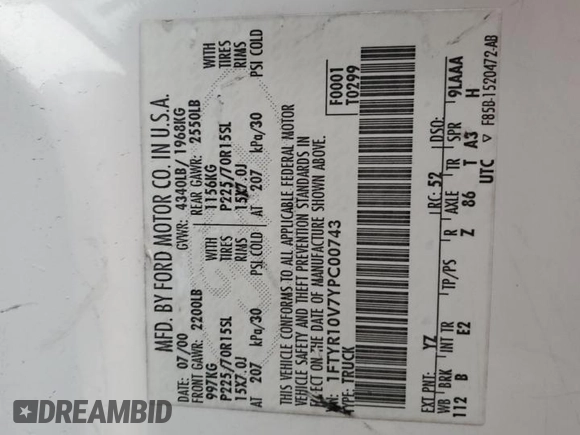 MFD. BY FORD MOTOR CO. IN U.S.A.
DATE: 07/00 GVWR: 4340LB/ 1968KG
FRONT GAWR: 2200LB REAR GAWR: 2550LB
997KG 1156KG WITH
P225/70R15SL P225/70R15SL TIRES
15X7.0J 15X7.0J RIMS
AT 207 kPa/30 PSI COLD AT 207 kPa/30 PSI COLD
WITH
TIRES
RIMS
THIS VEHICLE CONFORMS TO ALL APPLICABLE FEDERAL MOTOR
VEHICLE SAFETY AND THEFT PREVENTION STANDARDS IN
EFFECT ON THE DATE OF MANUFACTURE SHOWN ABOVE.
VIN: 1FTYR10V7YPC00743
TYPE: TRUCK
F0001
T0299
EXT PNT: YZ RC: 52 DSO:
WB BRK INT TR TP/PS R AXLE TR SPR
112 B E2 Z 86 T A3 9LAAA
H
UTC ▽ F85B-1520472-AB
DREAMBID